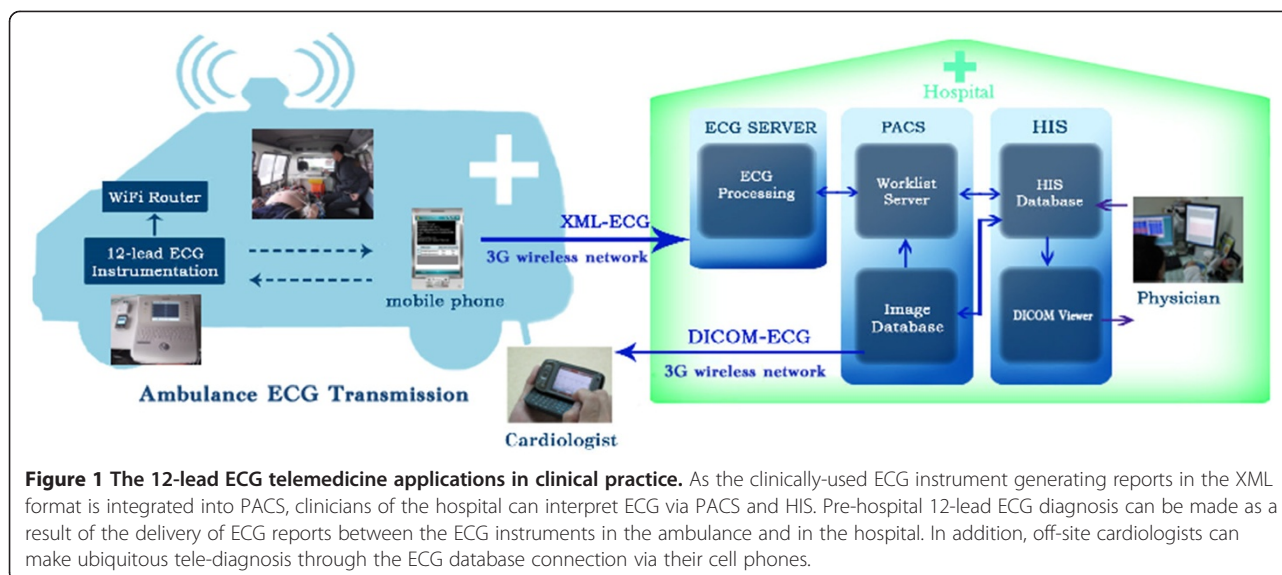 Hospital
ECG SERVER
PACS
HIS
ECG
Processing
Worklist
Server
HIS
Database
Image
Database
DICOM Viewer
Physician
WiFi Router
12-lead ECG
Instrumentation
mobile phone
XML-ECG
3G wireless network
DICOM-ECG
3G wireless network
Ambulance ECG Transmission
Cardiologist
Figure 1 The 12-lead ECG telemedicine applications in clinical practice. As the clinically-used ECG instrument generating reports in the XML
format is integrated into PACS, clinicians of the hospital can interpret ECG via PACS and HIS. Pre-hospital 12-lead ECG diagnosis can be made as a
result of the delivery of ECG reports between the ECG instruments in the ambulance and in the hospital. In addition, off-site cardiologists can
make ubiquitous tele-diagnosis through the ECG database connection via their cell phones.